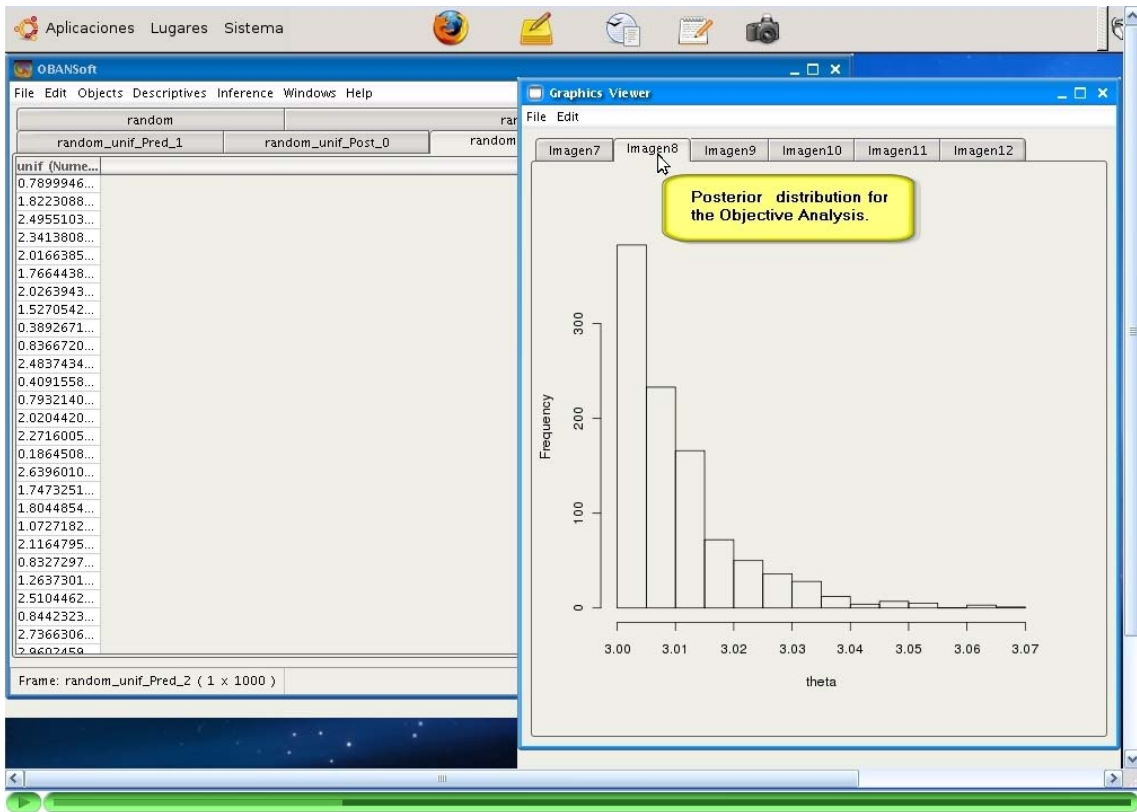 Aplicaciones Lugares Sistema
OBANSoft
File Edit Objects Descriptives Inference Windows Help
random
random_unif_Pred_1 random_unif_Post_0 random
unif (Nume...
0.7899946...
1.8223088...
2.4955103...
2.3413808...
2.0166385...
1.7664438...
2.0263943...
1.5270542...
0.3892671...
0.8366720...
2.4837434...
0.4091558...
0.7932140...
2.0204420...
2.2716005...
0.1864508...
2.6396010...
1.7473251...
1.8044854...
1.0727182...
2.1164795...
0.8327297...
1.2637301...
2.5104462...
0.8442323...
2.7366306...
2.9602459
Frame: random_unif_Pred_2 ( 1 x 1000 )
Graphics Viewer
File Edit
Imagen7 Imagen8 Imagen9 Imagen10 Imagen11 Imagen12
Posterior distribution for
the Objective Analysis.
Frequency
300
200
100
0
3.00 3.01 3.02 3.03 3.04 3.05 3.06 3.07
theta